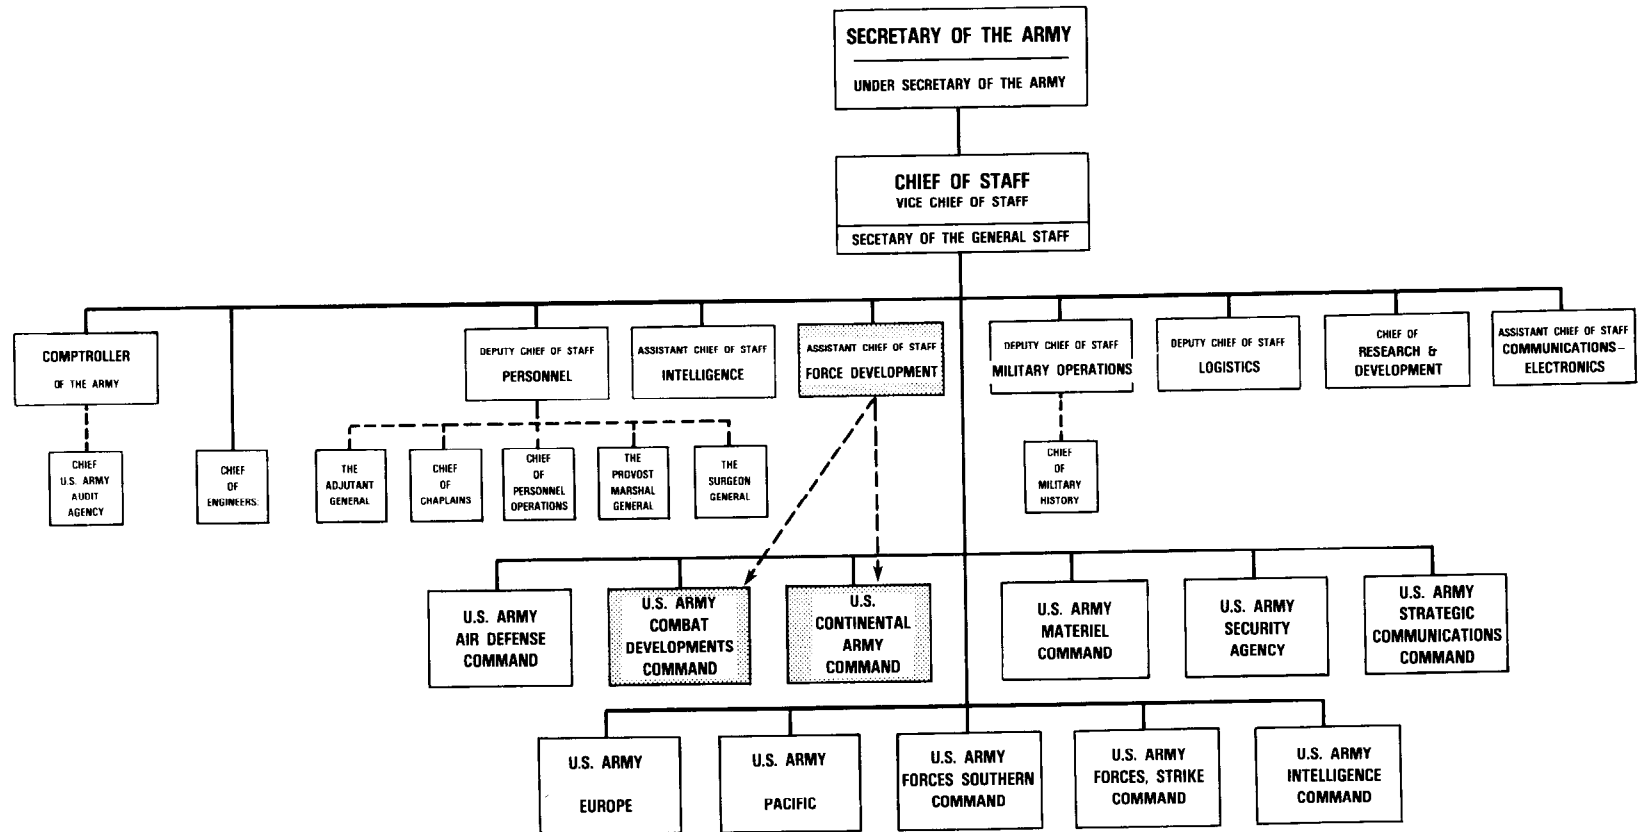 SECRETARY OF THE ARMY
UNDER SECRETARY OF THE ARMY
CHIEF OF STAFF
VICE CHIEF OF STAFF
SECETARY OF THE GENERAL STAFF
COMPTROLLER
OF THE ARMY
DEPUTY CHIEF OF STAFF
PERSONNEL
ASSISTANT CHIEF OF STAFF
INTELLIGENCE
ASSISTANT CHIEF OF STAFF
FORCE DEVELOPMENT
DEPUTY CHIEF OF STAFF
MILITARY OPERATIONS
DEPUTY CHIEF OF STAFF
LOGISTICS
CHIEF OF
RESEARCH &
DEVELOPMENT
ASSISTANT CHIEF OF STAFF
COMMUNICATIONS–
ELECTRONICS
CHIEF
U.S. ARMY
AUDIT
AGENCY
CHIEF
OF
ENGINEERS
THE
ADJUTANT
GENERAL
CHIEF
OF
CHAPLAINS
CHIEF
OF
PERSONNEL
OPERATIONS
THE
PROVOST
MARSHAL
GENERAL
THE
SURGEON
GENERAL
CHIEF
OF
MILITARY
HISTORY
U.S. ARMY
AIR DEFENSE
COMMAND
U.S. ARMY
COMBAT
DEVELOPMENTS
COMMAND
U.S.
CONTINENTAL
ARMY
COMMAND
U.S. ARMY
MATERIEL
COMMAND
U.S. ARMY
SECURITY
AGENCY
U.S. ARMY
STRATEGIC
COMMUNICATIONS
COMMAND
U.S. ARMY
EUROPE
U.S. ARMY
PACIFIC
U.S. ARMY
FORCES SOUTHERN
COMMAND
U.S. ARMY
FORCES, STRIKE
COMMAND
U.S. ARMY
INTELLIGENCE
COMMAND